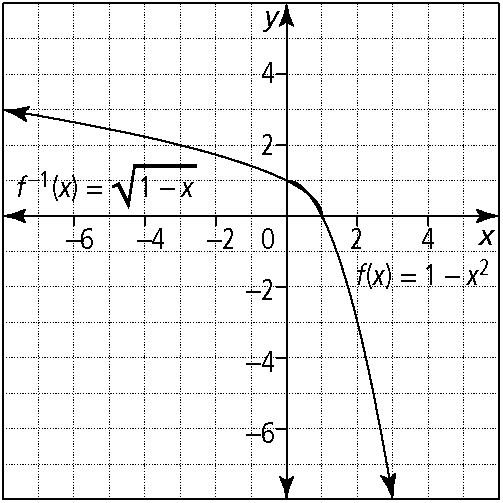 y
4
2
f⁻¹(x) = √1 − x
−6 −4 −2 0 2 4 x
f(x) = 1 − x²
−2
−4
−6